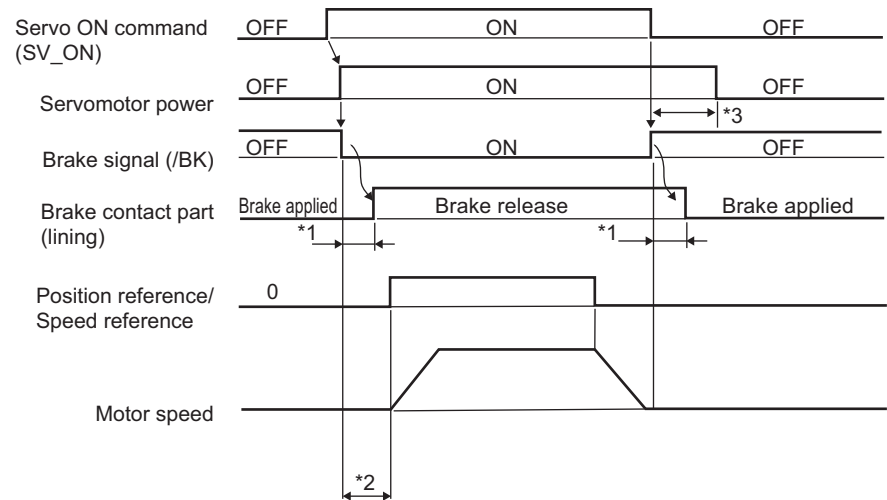 Servo ON command
(SV_ON)
OFF
ON
OFF
Servomotor power
OFF
ON
OFF
*3
Brake signal (/BK)
OFF
ON
OFF
Brake contact part
(lining)
Brake applied
Brake release
Brake applied
*1
*1
Position reference/
Speed reference
0
Motor speed
*2